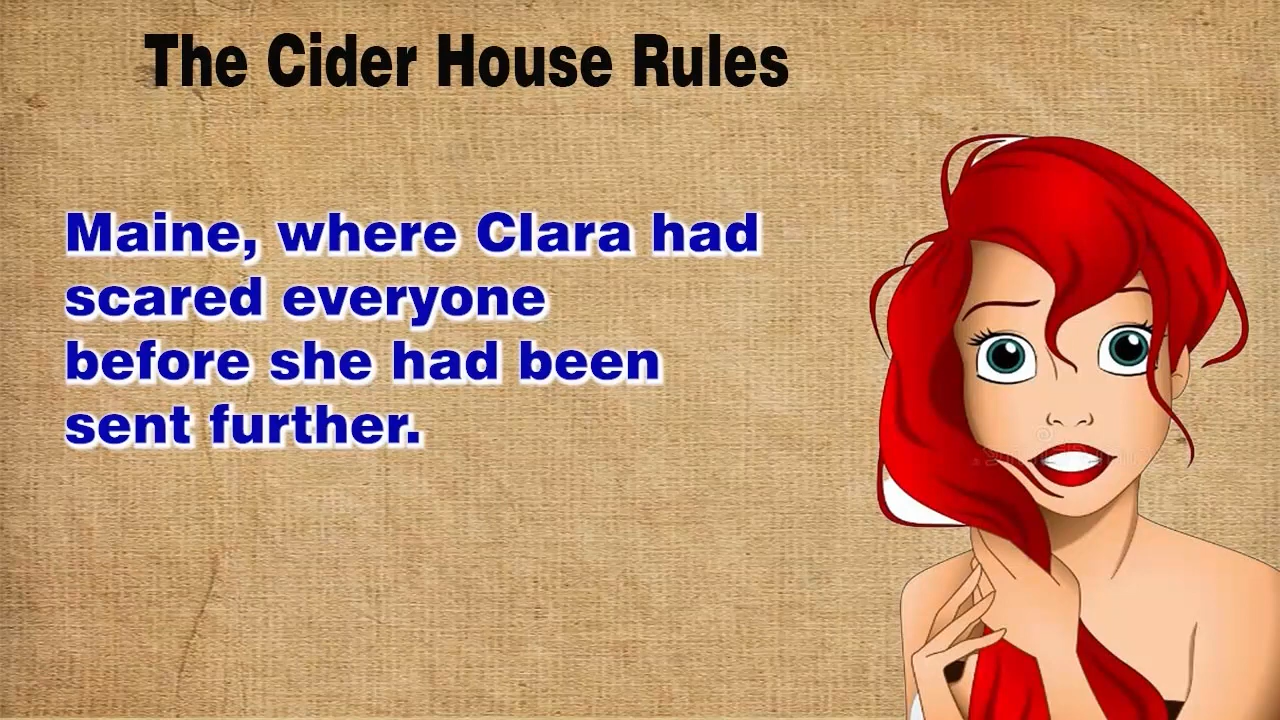 The Cider House Rules
Maine, where Clara had
scared everyone
before she had been
sent further.